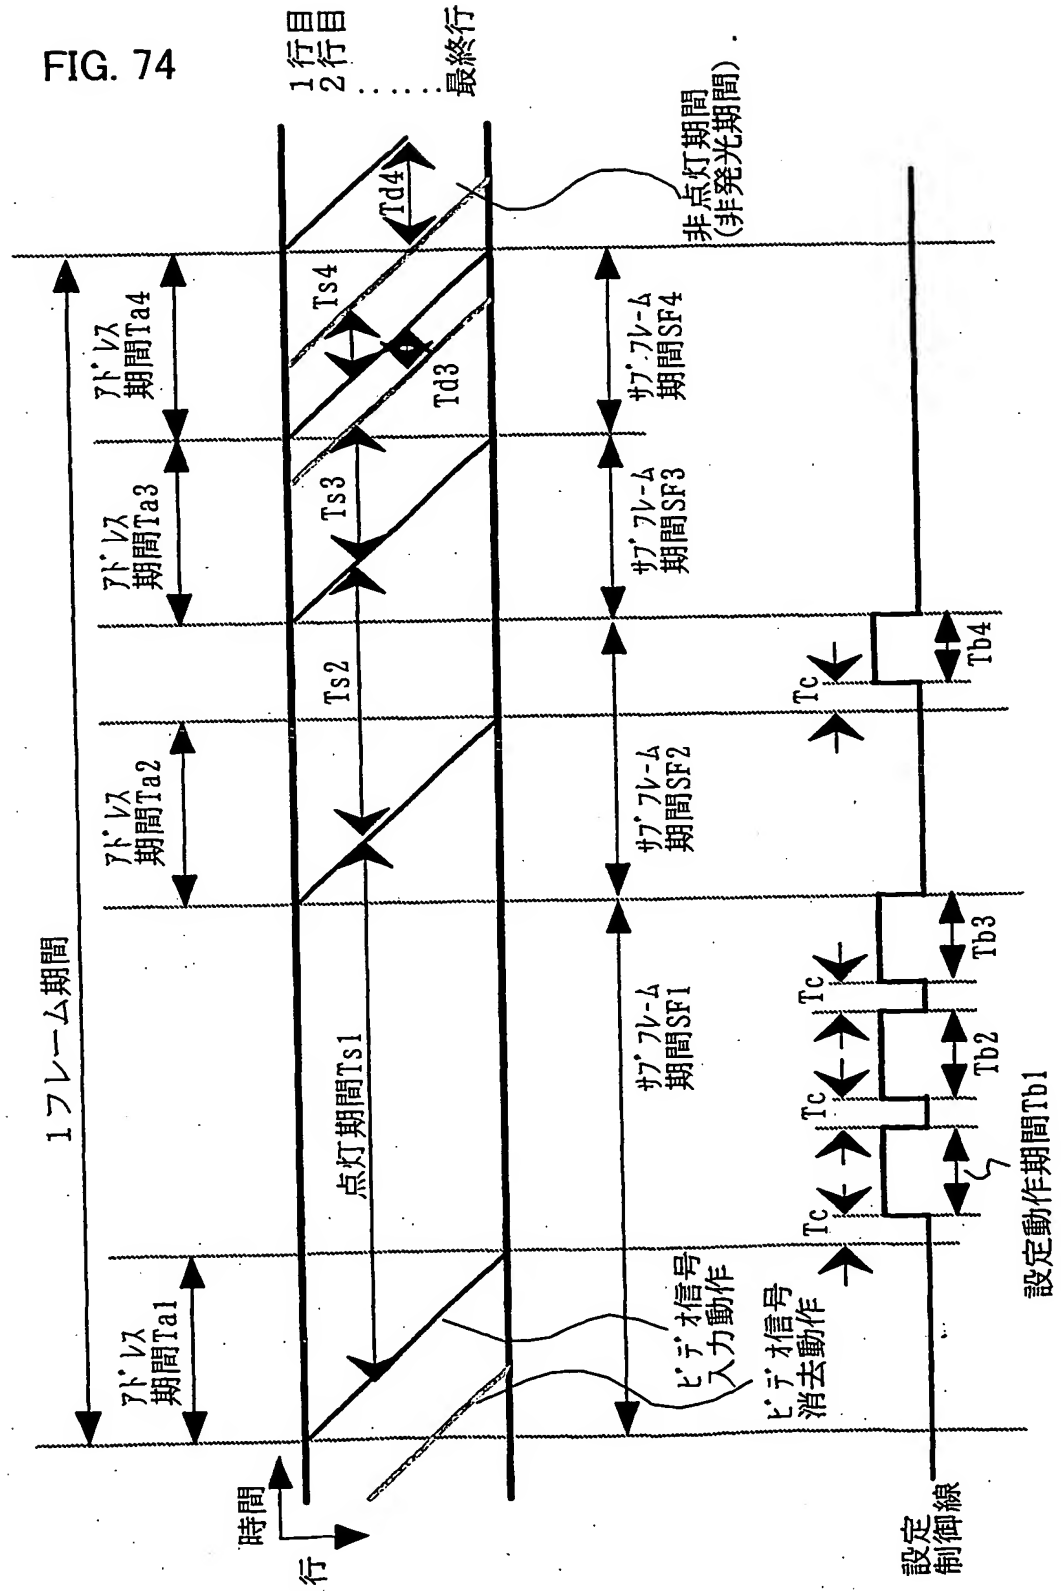 FIG. 74
1フレーム期間
アドレス
期間Ta1
アドレス
期間Ta2
アドレス
期間Ta3
アドレス
期間Ta4
時間
行
1行目
2行目
......
最終行
点灯期間Ts1
Ts2
Ts3
Ts4
Td3
Td4
ビデオ信号
入力動作
ビデオ信号
消去動作
非点灯期間
(非発光期間)
サブフレーム
期間SF1
サブフレーム
期間SF2
サブフレーム
期間SF3
サブフレーム
期間SF4
設定
制御線
Tc
Tc
Tc
Tc
設定動作期間Tb1
Tb2
Tb3
Tb4